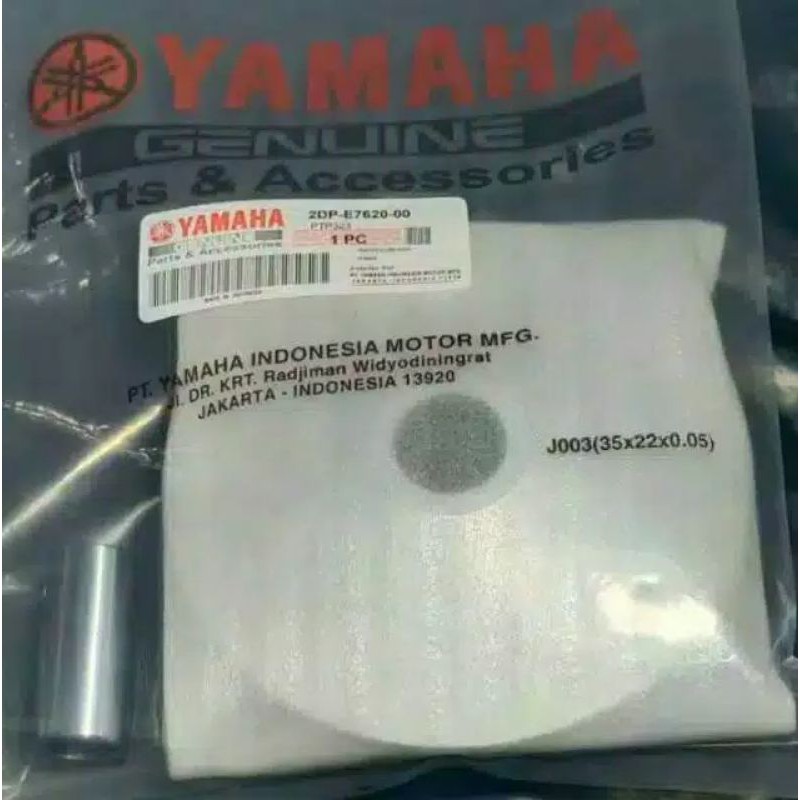 YAMAHA
GENUINE
Parts & Accessories
YAMAHA
GENUINE
Parts & Accessories
2DP-E7620-00
1 PC
PT. YAMAHA INDONESIA MOTOR MFG.
Jl. DR. KRT. Radjiman Widyodiningrat
JAKARTA - INDONESIA 13920
J003(35x22x0.05)